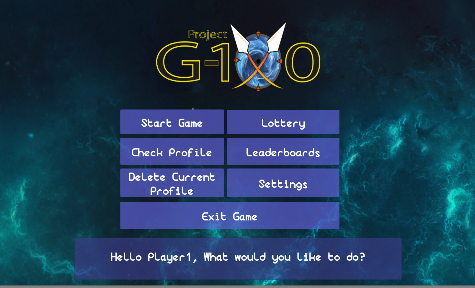 Project
G-100
Start Game
Lottery
Check Profile
Leaderboards
Delete Current
Profile
Settings
Exit Game
Hello Player1, What would you like to do?